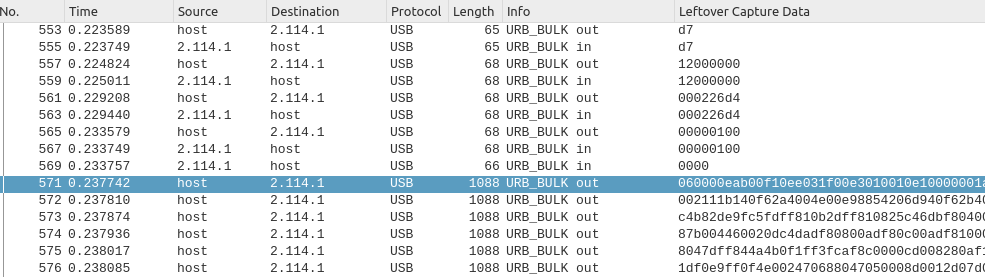 No. Time Source Destination Protocol Length Info Leftover Capture Data
553 0.223589 host 2.114.1 USB 65 URB_BULK out d7
555 0.223749 2.114.1 host USB 65 URB_BULK in d7
557 0.224824 host 2.114.1 USB 68 URB_BULK out 12000000
559 0.225011 2.114.1 host USB 68 URB_BULK in 12000000
561 0.229208 host 2.114.1 USB 68 URB_BULK out 000226d4
563 0.229440 2.114.1 host USB 68 URB_BULK in 000226d4
565 0.233579 host 2.114.1 USB 68 URB_BULK out 00000100
567 0.233749 2.114.1 host USB 68 URB_BULK in 00000100
569 0.233757 2.114.1 host USB 66 URB_BULK in 0000
571 0.237742 host 2.114.1 USB 1088 URB_BULK out 060000eab00f10ee031f00e3010010e10000001a
572 0.237810 host 2.114.1 USB 1088 URB_BULK out 002111b140f62a4004e00e98854206d940f62b40
573 0.237874 host 2.114.1 USB 1088 URB_BULK out c4b82de9fc5fdff810b2dff810825c46dbf80400
574 0.237936 host 2.114.1 USB 1088 URB_BULK out 87b004460020dc4dadf80800adf80c00adf81000
575 0.238017 host 2.114.1 USB 1088 URB_BULK out 8047dff844a4b0f1ff3fcaf8c0000cd008280af1
576 0.238085 host 2.114.1 USB 1088 URB_BULK out 1df0e9ff0f4e002470688047050008d0012d07d0